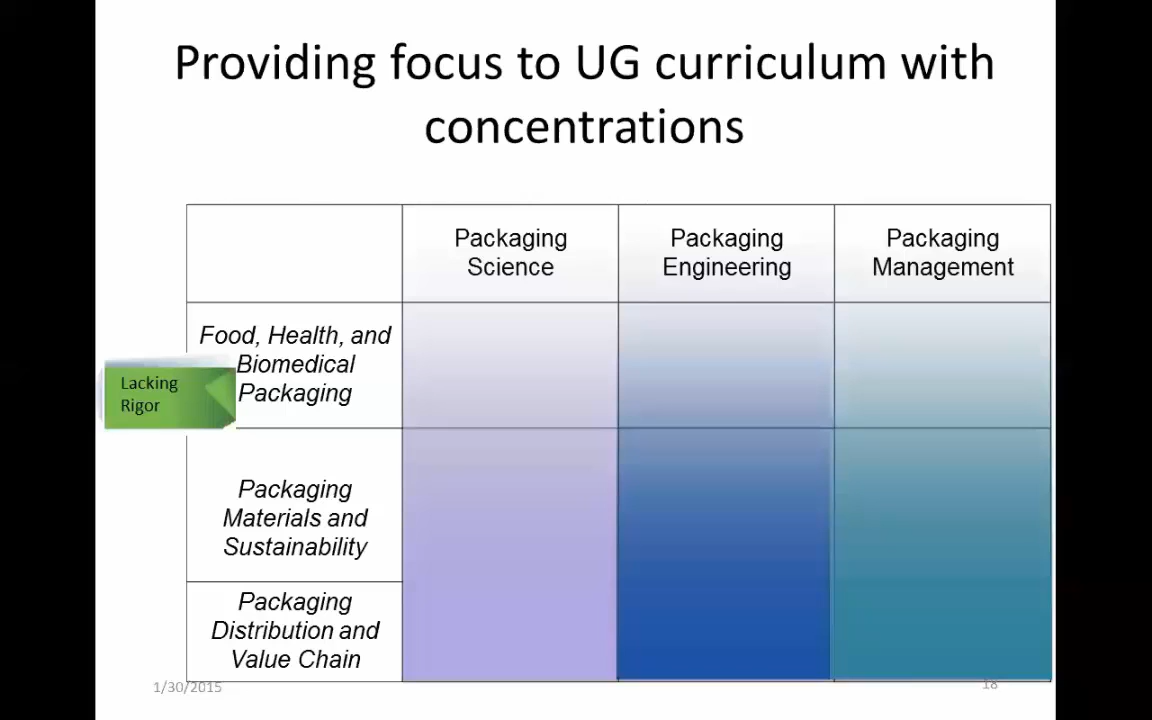 Providing focus to UG curriculum with
concentrations
Packaging
Science
Packaging
Engineering
Packaging
Management
Food, Health, and
Biomedical
Packaging
Lacking
Rigor
Packaging
Materials and
Sustainability
Packaging
Distribution and
Value Chain
1/30/2015
18